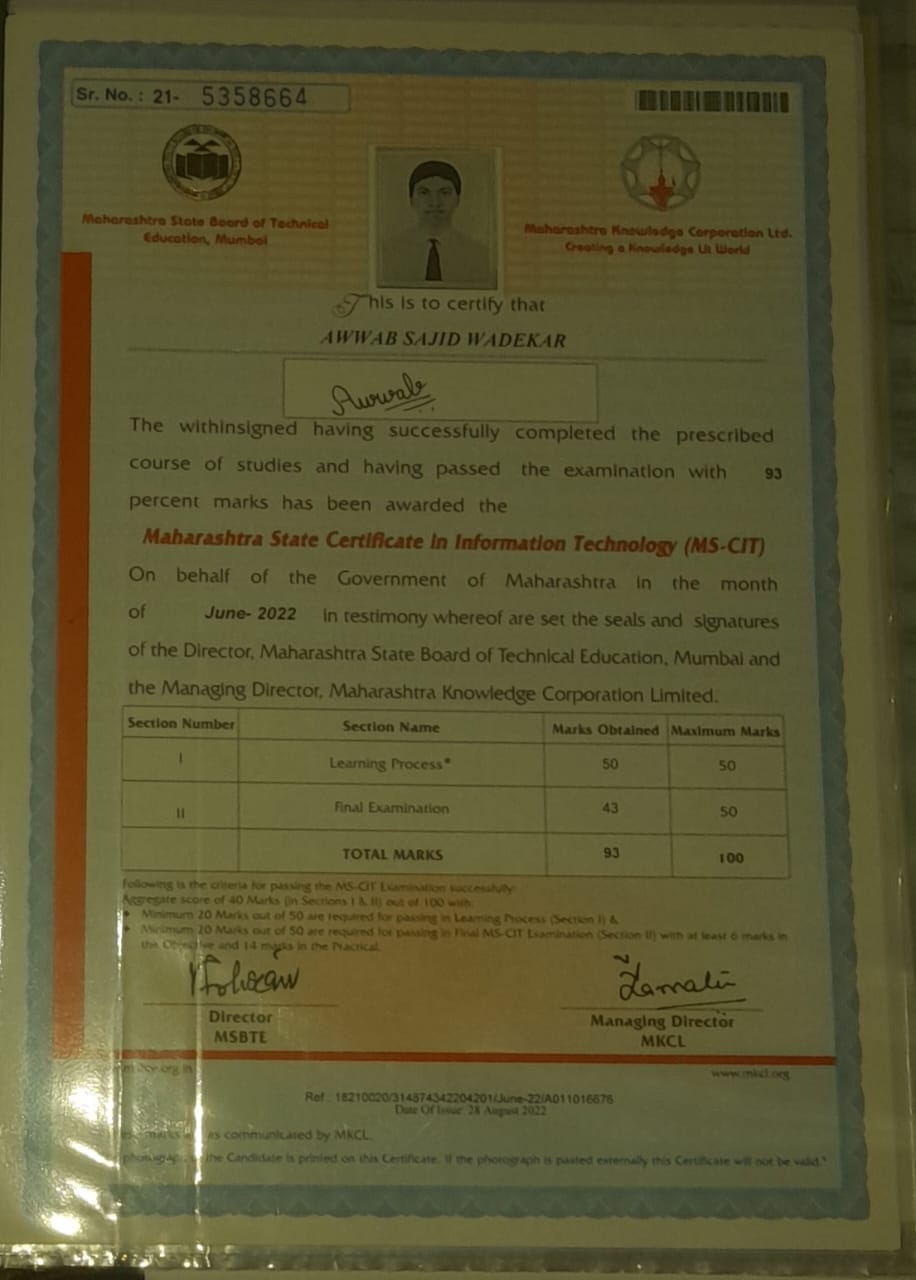 Sr. No. : 21- 5358664
Maharashtra State Board of Technical
Education, Mumbai
Maharashtra Knowledge Corporation Ltd.
Creating a Knowledge Lit World
This is to certify that
AWWAB SAJID WADEKAR
Awwab
The withinsigned having successfully completed the prescribed
course of studies and having passed the examination with 93
percent marks has been awarded the
Maharashtra State Certificate in Information Technology (MS-CIT)
On behalf of the Government of Maharashtra in the month
of June- 2022 in testimony whereof are set the seals and signatures
of the Director, Maharashtra State Board of Technical Education, Mumbai and
the Managing Director, Maharashtra Knowledge Corporation Limited.
Section Number Section Name Marks Obtained Maximum Marks
I Learning Process* 50 50
II Final Examination 43 50
TOTAL MARKS 93 100
Following is the criteria for passing the MS-CIT Examination successfully:
Aggregate score of 40 Marks (in Sections I & II) out of 100 with:
• Minimum 20 Marks out of 50 are required for passing in Learning Process (Section I) &
• Minimum 20 Marks out of 50 are required for passing in Final MS-CIT Examination (Section II) with at least 6 marks in
the Objective and 14 marks in the Practical.
Director
MSBTE
Managing Director
MKCL
www.mkcl.org
Ref : 18210020/314874342204201/June-22/A011016676
Date Of Issue: 28 August 2022
as communicated by MKCL.
the Candidate is printed on this Certificate. If the photograph is pasted externally this Certificate will not be valid."